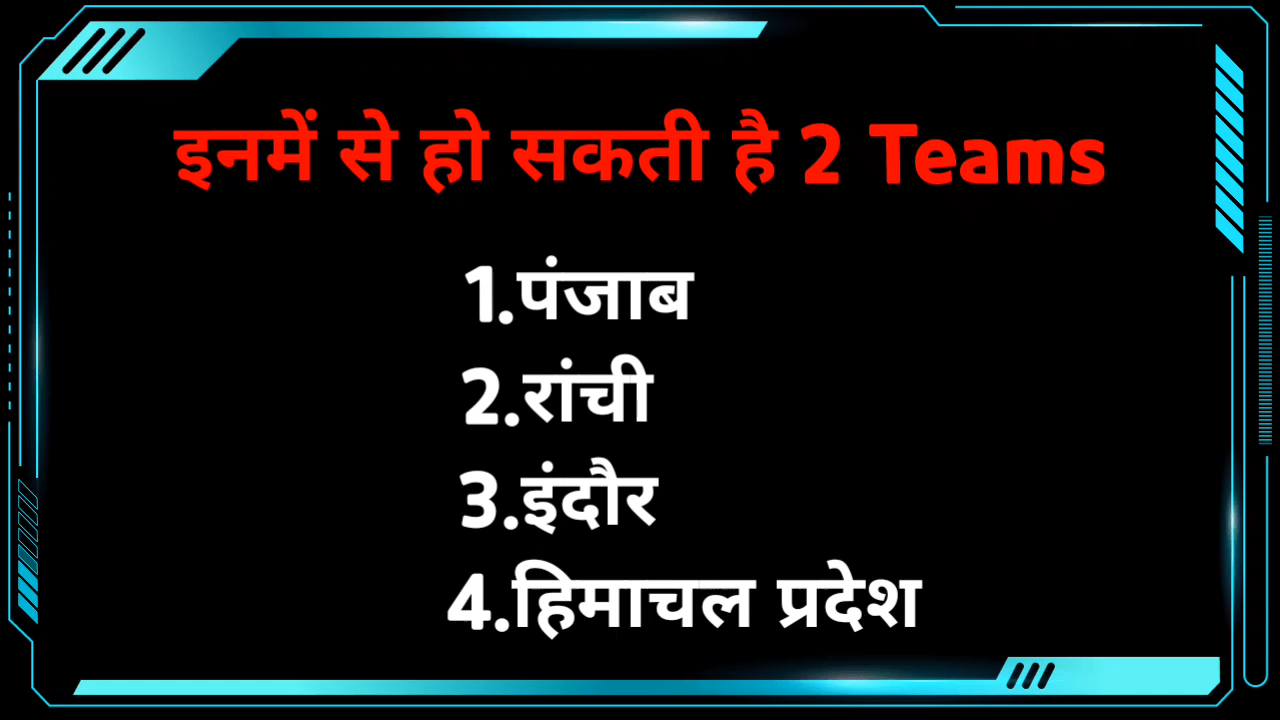 इनमें से हो सकती है 2 Teams
1.पंजाब
2.रांची
3.इंदौर
4.हिमाचल प्रदेश